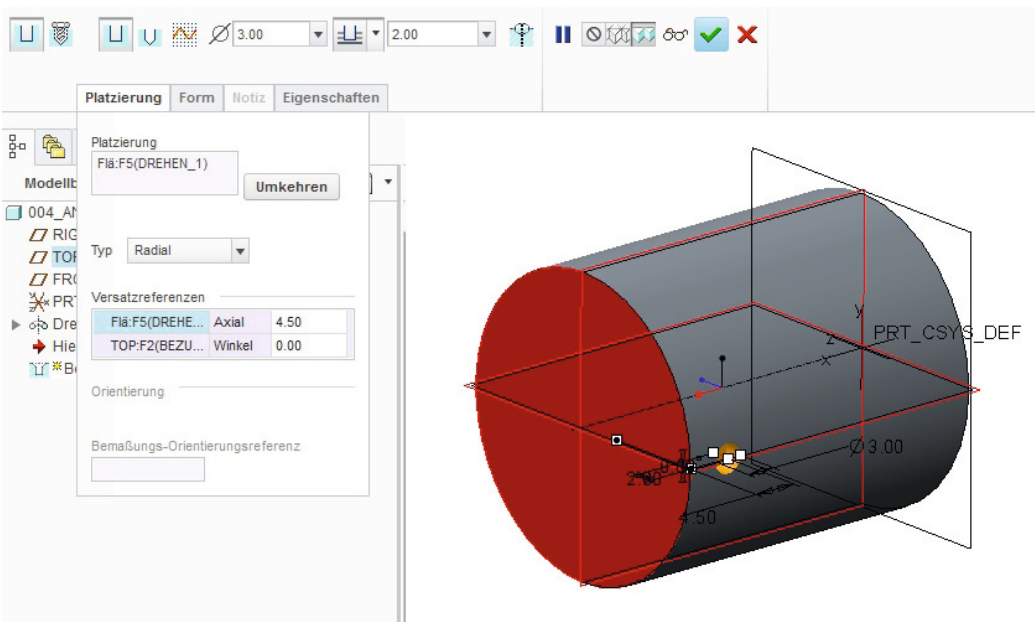 3.00
2.00
Platzierung Form Notiz Eigenschaften
Platzierung
Flä:F5(DREHEN_1)
Umkehren
Modellb
004_AN
RIG
TOP
FRO
PRT
Dre
Hie
Typ Radial
Versatzreferenzen
Flä:F5(DREHE... Axial 4.50
TOP:F2(BEZU... Winkel 0.00
Orientierung
Bemaßungs-Orientierungsreferenz
y
z
x
PRT_CSYS_DEF
Ø 3.00
2.00
4.50